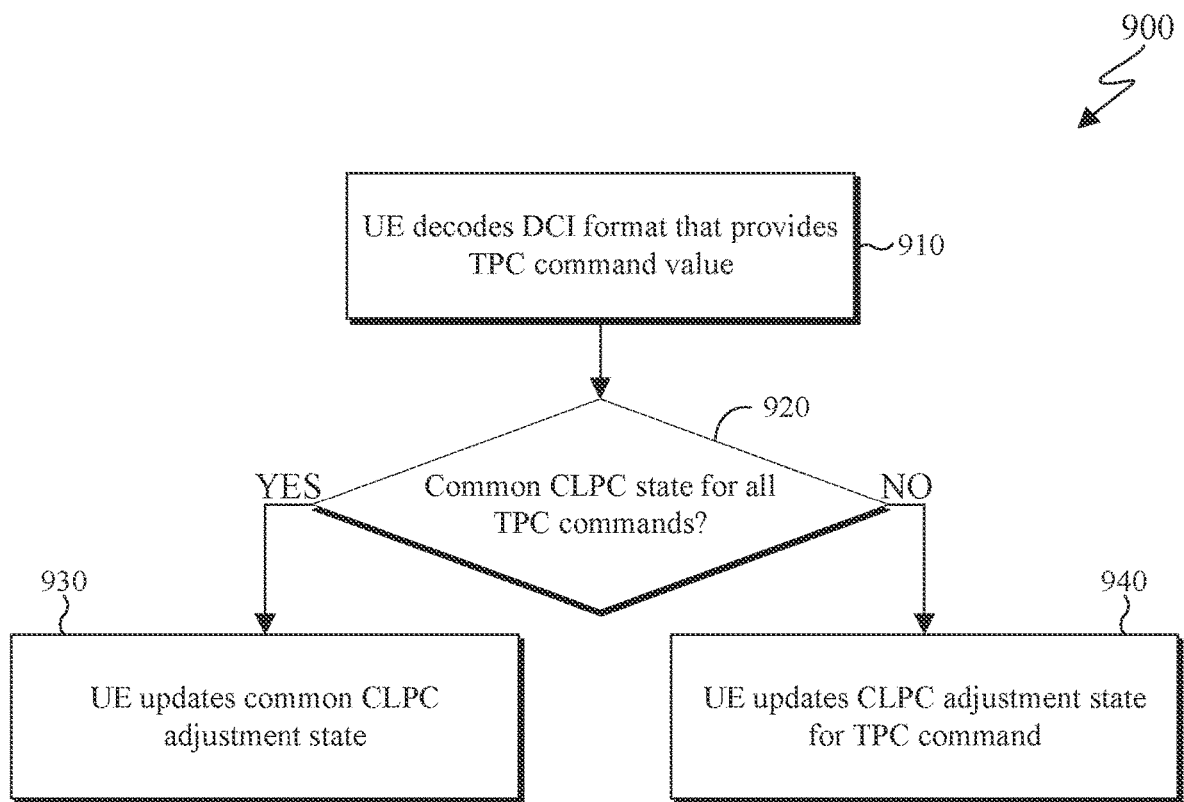 900
UE decodes DCI format that provides
TPC command value
910
920
YES
Common CLPC state for all
TPC commands?
NO
930
940
UE updates common CLPC
adjustment state
UE updates CLPC adjustment state
for TPC command